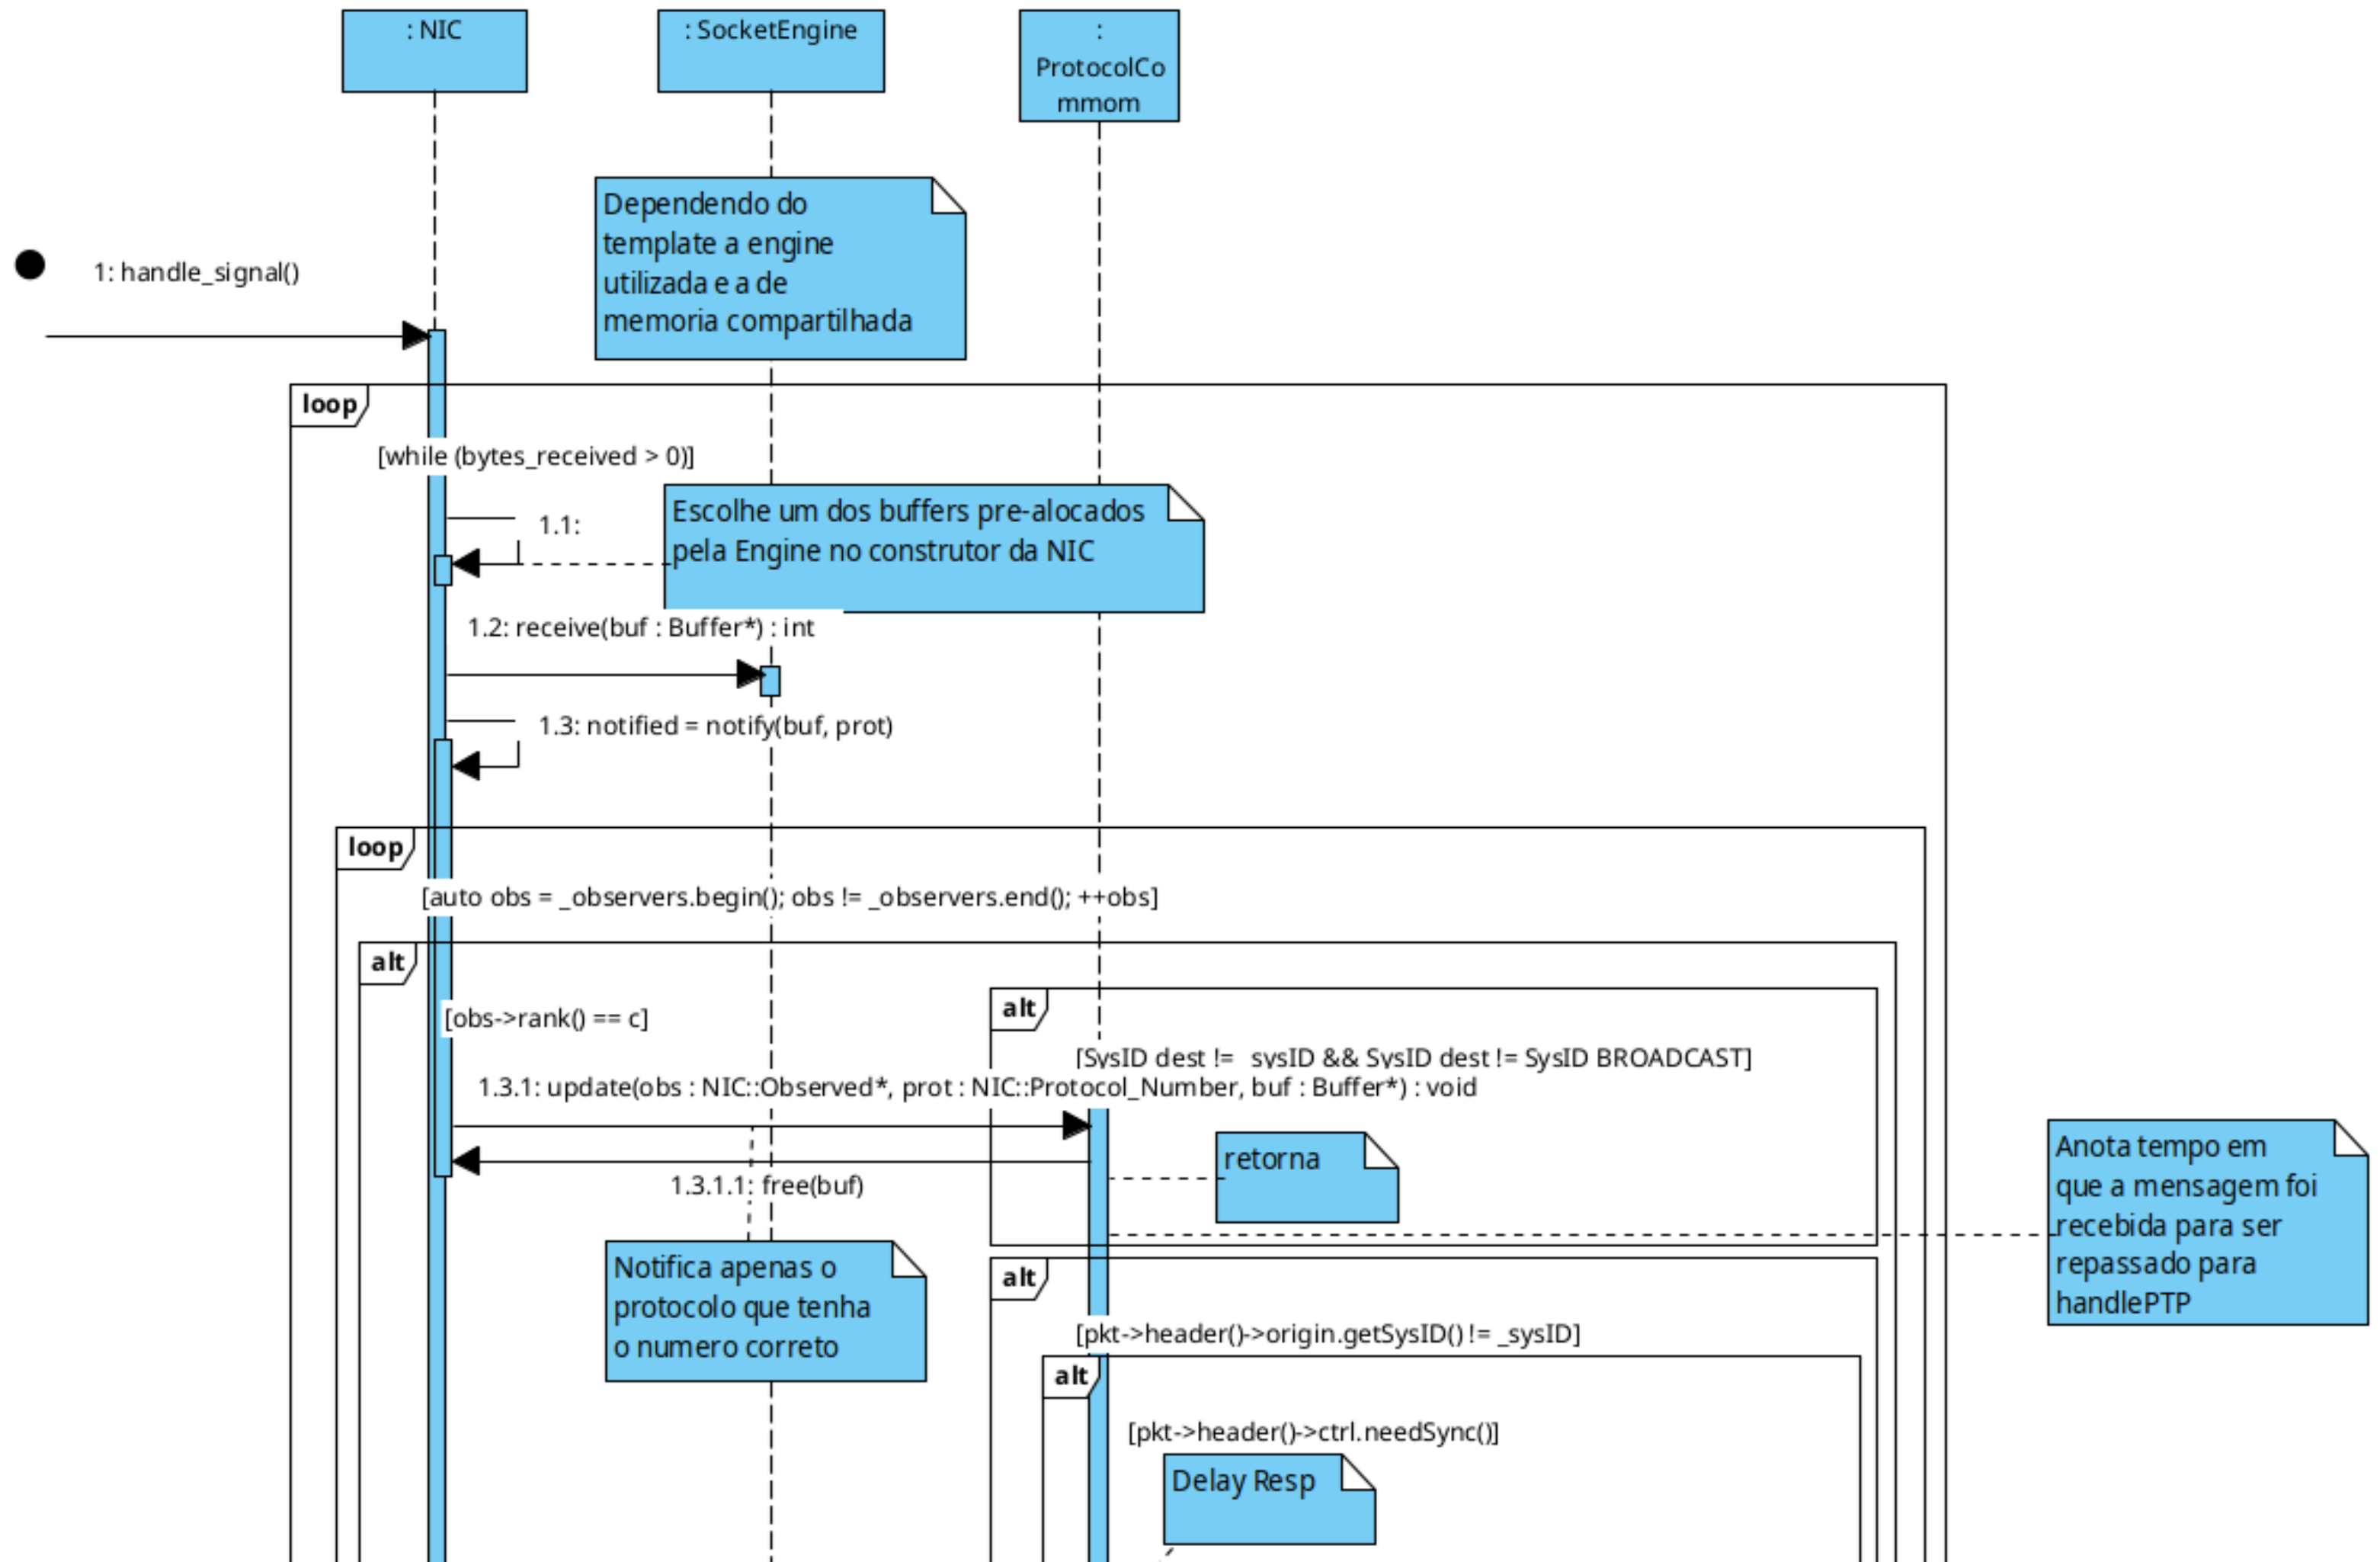 : NIC
: SocketEngine
:
ProtocolCo
mmom
Dependendo do
template a engine
utilizada e a de
memoria compartilhada
1: handle_signal()
loop
[while (bytes_received > 0)]
1.1:
Escolhe um dos buffers pre-alocados
pela Engine no construtor da NIC
1.2: receive(buf : Buffer*) : int
1.3: notified = notify(buf, prot)
loop
[auto obs = _observers.begin(); obs != _observers.end(); ++obs]
alt
[obs->rank() == c]
alt
[SysID dest != _sysID && SysID dest != SysID BROADCAST]
1.3.1: update(obs : NIC::Observed*, prot : NIC::Protocol_Number, buf : Buffer*) : void
retorna
1.3.1.1: free(buf)
Anota tempo em
que a mensagem foi
recebida para ser
repassado para
handlePTP
Notifica apenas o
protocolo que tenha
o numero correto
alt
[pkt->header()->origin.getSysID() != _sysID]
alt
[pkt->header()->ctrl.needSync()]
Delay Resp